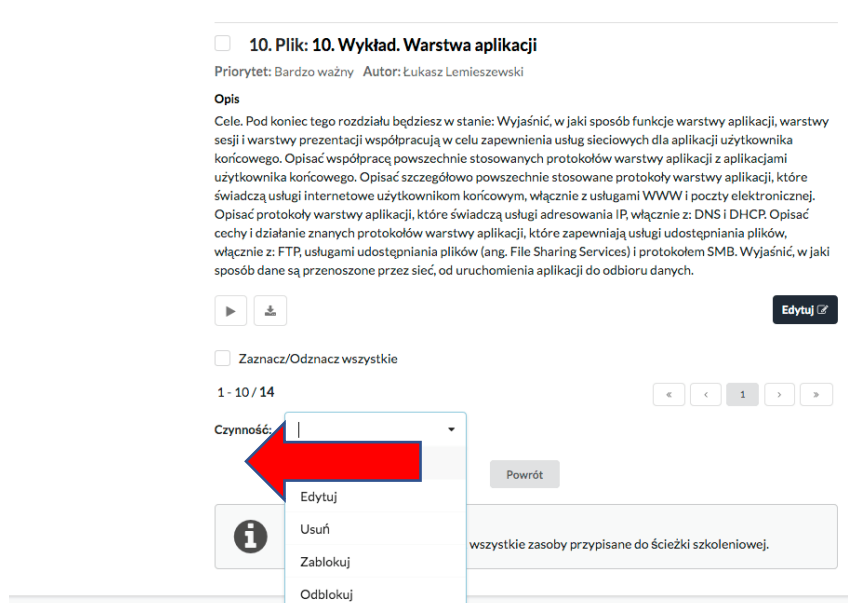 10. Plik: 10. Wykład. Warstwa aplikacji
Priorytet: Bardzo ważny Autor: Łukasz Lemieszewski
Opis
Cele. Pod koniec tego rozdziału będziesz w stanie: Wyjaśnić, w jaki sposób funkcje warstwy aplikacji, warstwy
sesji i warstwy prezentacji współpracują w celu zapewnienia usług sieciowych dla aplikacji użytkownika
końcowego. Opisać współpracę powszechnie stosowanych protokołów warstwy aplikacji z aplikacjami
użytkownika końcowego. Opisać szczegółowo powszechnie stosowane protokoły warstwy aplikacji, które
świadczą usługi internetowe użytkownikom końcowym, włącznie z usługami WWW i poczty elektronicznej.
Opisać protokoły warstwy aplikacji, które świadczą usługi adresowania IP, włącznie z: DNS i DHCP. Opisać
cechy i działanie znanych protokołów warstwy aplikacji, które zapewniają usługi udostępniania plików,
włącznie z: FTP, usługami udostępniania plików (ang. File Sharing Services) i protokołem SMB. Wyjaśnić, w jaki
sposób dane są przenoszone przez sieć, od uruchomienia aplikacji do odbioru danych.
Edytuj
Zaznacz/Odznacz wszystkie
1 - 10 / 14
« ‹ 1 › »
Czynność:
Powrót
Edytuj
Usuń
wszystkie zasoby przypisane do ścieżki szkoleniowej.
Zablokuj
Odblokuj